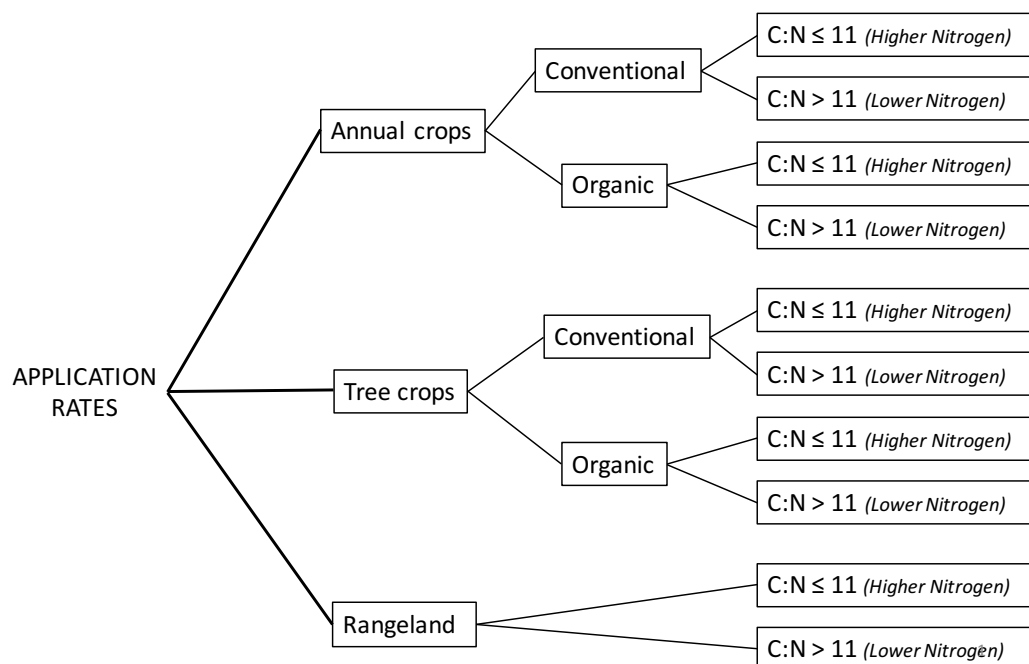 C:N ≤ 11 (Higher Nitrogen)
Conventional
C:N > 11 (Lower Nitrogen)
Annual crops
C:N ≤ 11 (Higher Nitrogen)
Organic
C:N > 11 (Lower Nitrogen)
C:N ≤ 11 (Higher Nitrogen)
Conventional
C:N > 11 (Lower Nitrogen)
APPLICATION
RATES
Tree crops
C:N ≤ 11 (Higher Nitrogen)
Organic
C:N > 11 (Lower Nitrogen)
C:N ≤ 11 (Higher Nitrogen)
Rangeland
C:N > 11 (Lower Nitrogen)